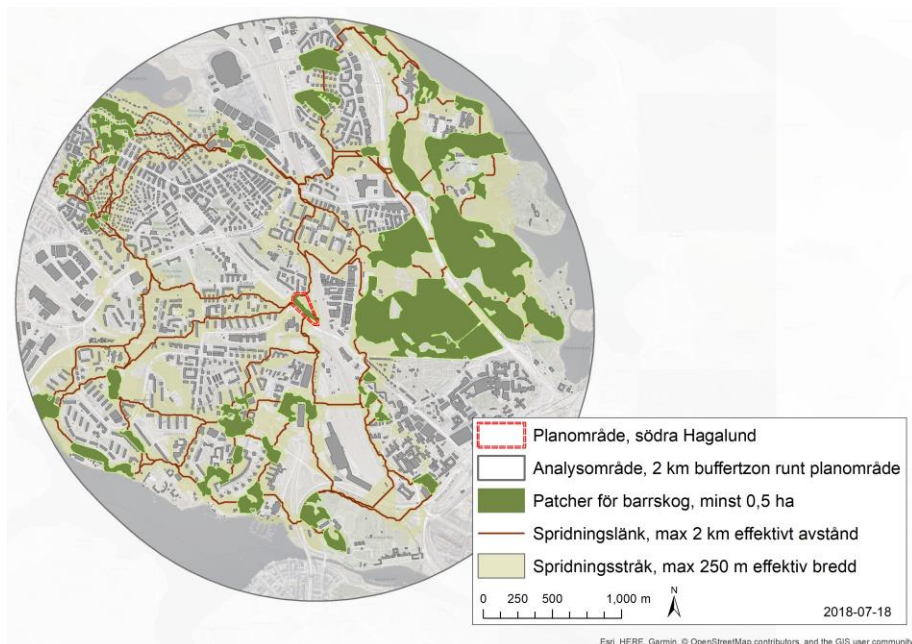 Planområde, södra Hagalund
Analysområde, 2 km buffertzon runt planområde
Patcher för barrskog, minst 0,5 ha
Spridningslänk, max 2 km effektivt avstånd
Spridningsstråk, max 250 m effektiv bredd
0 250 500 1,000 m
N
2018-07-18
Esri, HERE, Garmin, © OpenStreetMap contributors, and the GIS user community